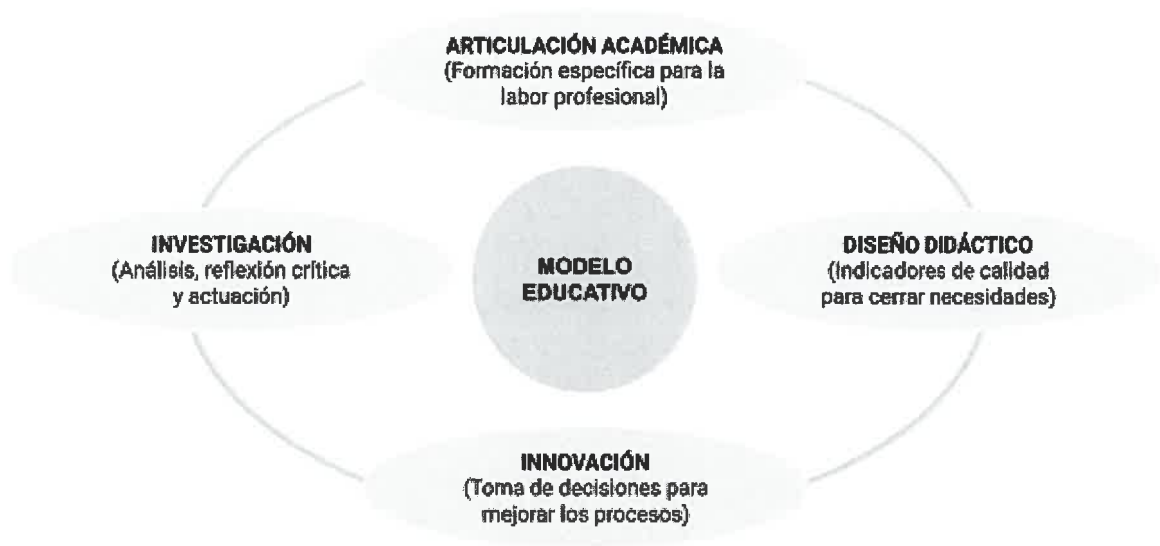 ARTICULACIÓN ACADÉMICA
(Formación específica para la
labor profesional)
INVESTIGACIÓN
(Análisis, reflexión crítica
y actuación)
MODELO
EDUCATIVO
DISEÑO DIDÁCTICO
(Indicadores de calidad
para cerrar necesidades)
INNOVACIÓN
(Toma de decisiones para
mejorar los procesos)